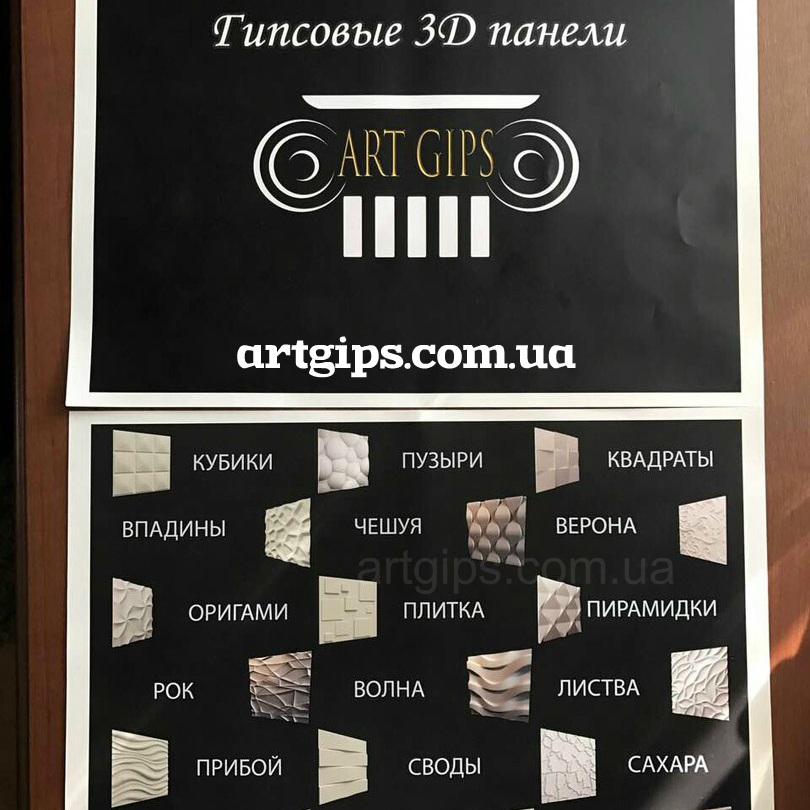 Гипсовые 3D панели
ART GIPS
artgips.com.ua
КУБИКИ ПУЗЫРИ КВАДРАТЫ
ВПАДИНЫ ЧЕШУЯ ВЕРОНА
artgips.com.ua
ОРИГАМИ ПЛИТКА ПИРАМИДКИ
РОК ВОЛНА ЛИСТВА
ПРИБОЙ СВОДЫ САХАРА